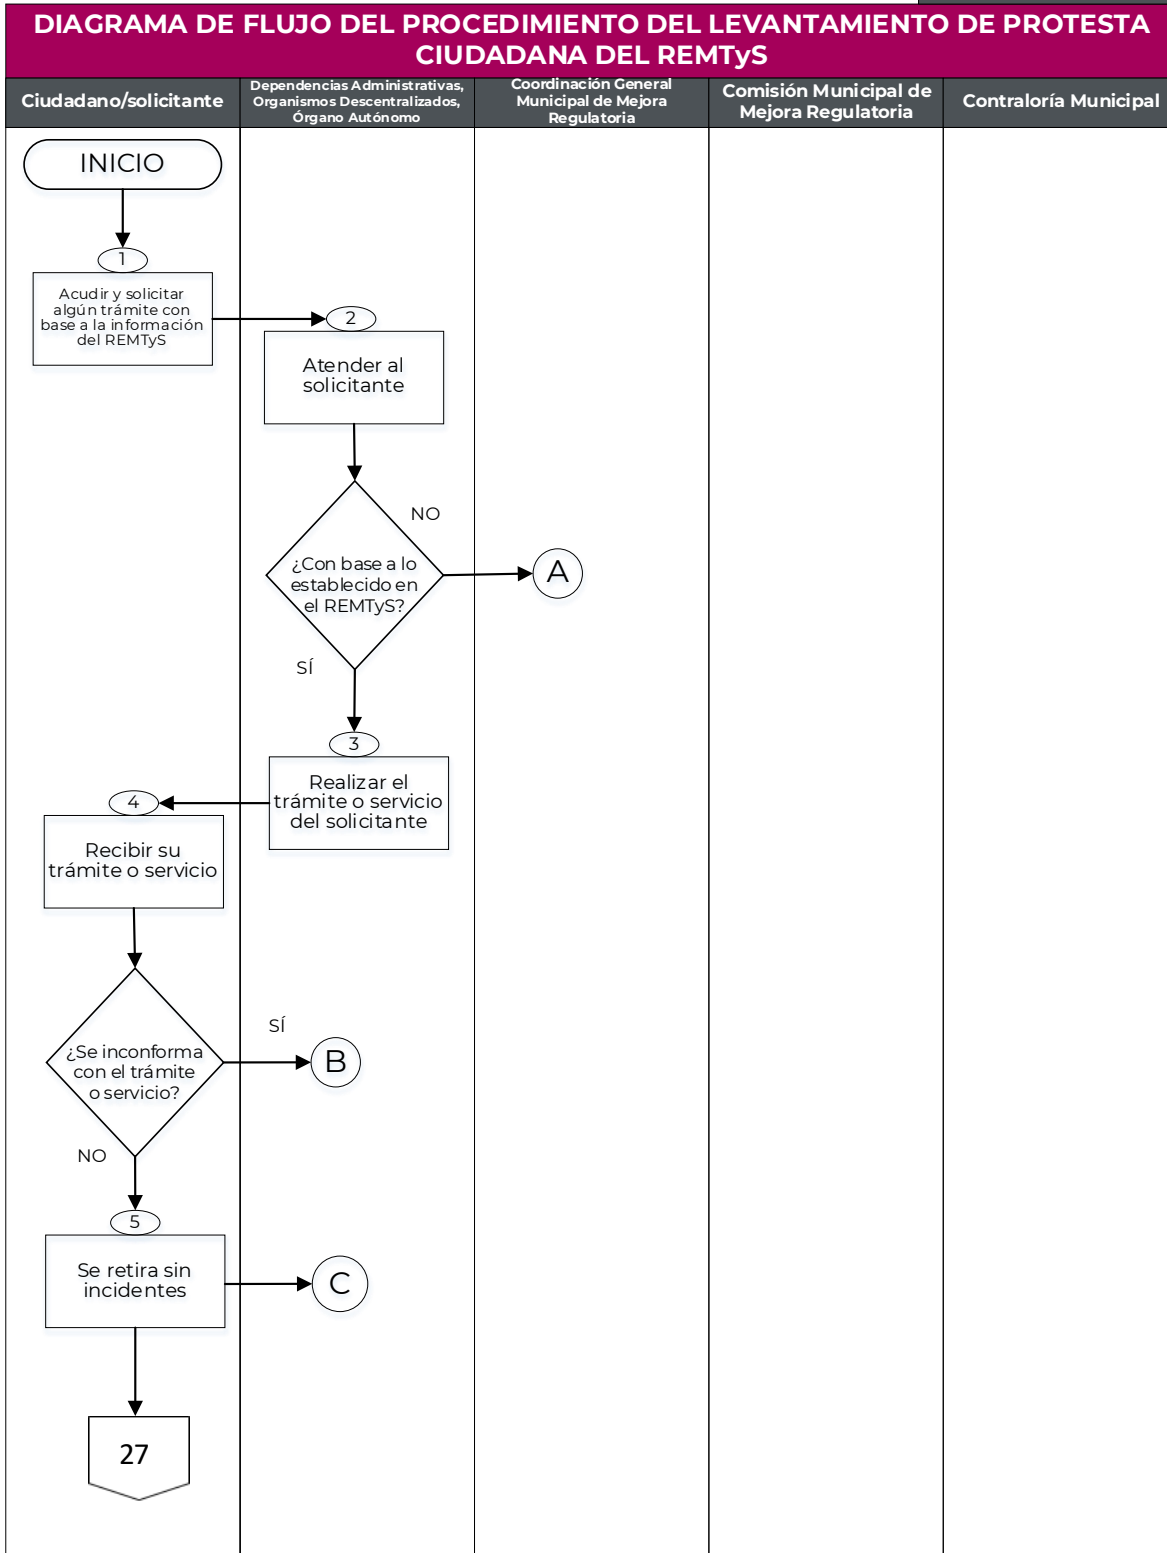 DIAGRAMA DE FLUJO DEL PROCEDIMIENTO DEL LEVANTAMIENTO DE PROTESTA
CIUDADANA DEL REMTyS
Ciudadano/solicitante
Dependencias Administrativas,
Organismos Descentralizados,
Órgano Autónomo
Coordinación General
Municipal de Mejora
Regulatoria
Comisión Municipal de
Mejora Regulatoria
Contraloría Municipal
INICIO
1
Acudir y solicitar
algún trámite con
base a la información
del REMTyS
2
Atender al
solicitante
NO
¿Con base a lo
establecido en
el REMTyS?
A
SÍ
3
Realizar el
trámite o servicio
del solicitante
4
Recibir su
trámite o servicio
SÍ
¿Se inconforma
con el trámite
o servicio?
B
NO
5
Se retira sin
incidentes
C
27